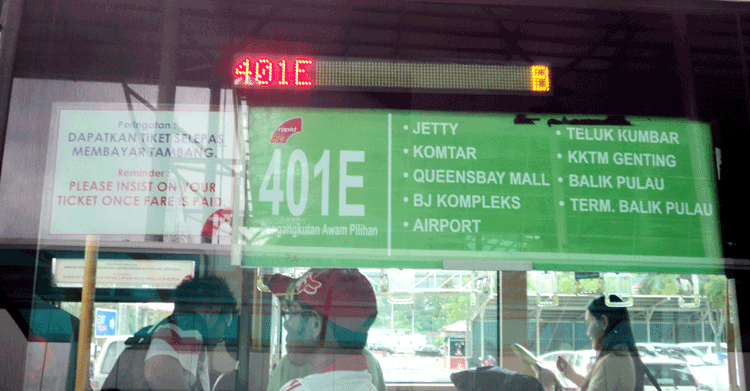 401E
Peringatan :
DAPATKAN TIKET SELEPAS
MEMBAYAR TAMBANG.
Reminder :
PLEASE INSIST ON YOUR
TICKET ONCE FARE IS PAID.
rapid
401E
Pengangkutan Awam Pilihan
• JETTY
• KOMTAR
• QUEENSBAY MALL
• BJ KOMPLEKS
• AIRPORT
• TELUK KUMBAR
• KKTM GENTING
• BALIK PULAU
• TERM. BALIK PULAU